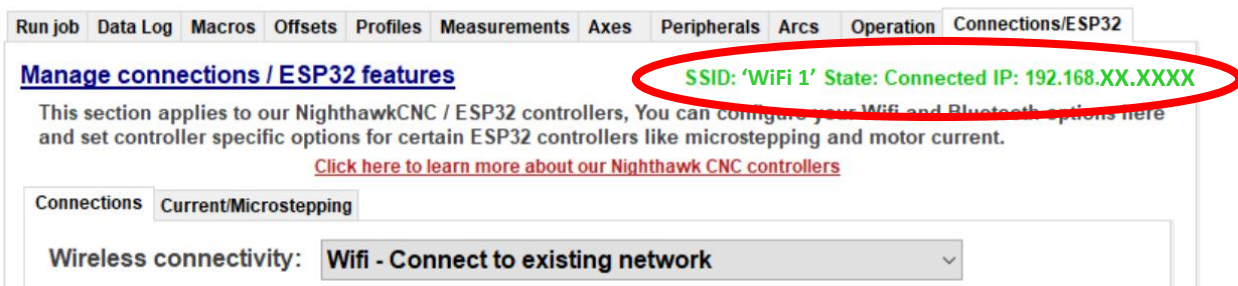 Run job Data Log Macros Offsets Profiles Measurements Axes Peripherals Arcs Operation Connections/ESP32
Manage connections / ESP32 features
SSID: ‘WiFi 1’ State: Connected IP: 192.168.XX.XXXX
This section applies to our NighthawkCNC / ESP32 controllers, You can configure your Wifi and Bluetooth options here
and set controller specific options for certain ESP32 controllers like microstepping and motor current.
Click here to learn more about our Nighthawk CNC controllers
Connections Current/Microstepping
Wireless connectivity: Wifi - Connect to existing network